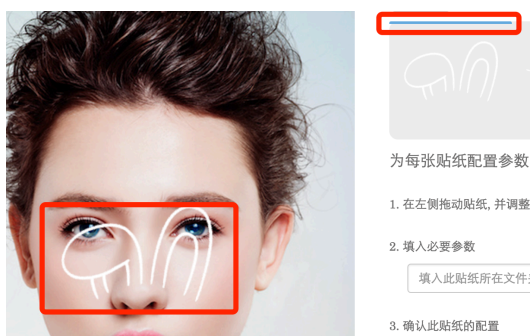 为每张贴纸配置参数
1. 在左侧拖动贴纸, 并调整
2. 填入必要参数
填入此贴纸所在文件
3. 确认此贴纸的配置